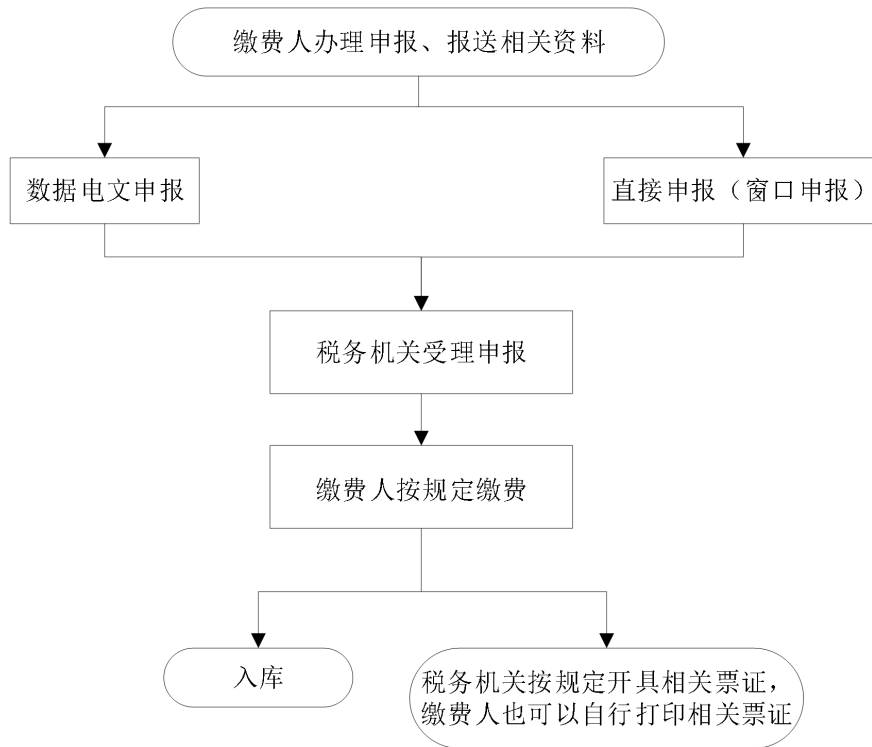 缴费人办理申报、报送相关资料
数据电文申报
直接申报（窗口申报）
税务机关受理申报
缴费人按规定缴费
入库
税务机关按规定开具相关票证，
缴费人也可以自行打印相关票证